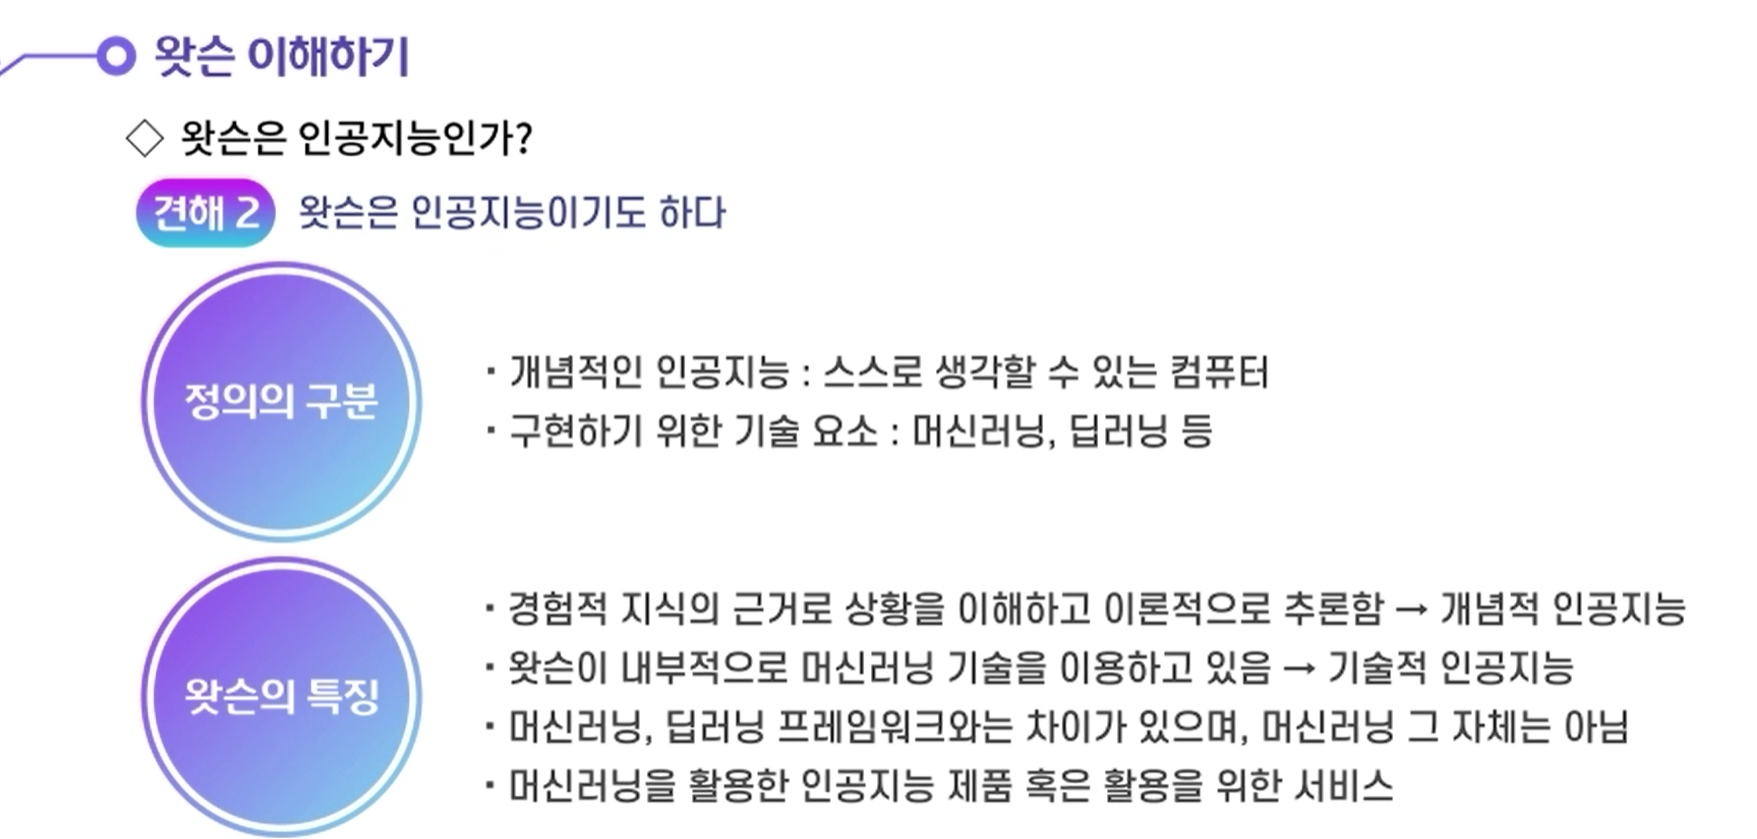 왓슨 이해하기
◇ 왓슨은 인공지능인가?
견해 2 왓슨은 인공지능이기도 하다
정의의 구분
· 개념적인 인공지능 : 스스로 생각할 수 있는 컴퓨터
· 구현하기 위한 기술 요소 : 머신러닝, 딥러닝 등
왓슨의 특징
· 경험적 지식의 근거로 상황을 이해하고 이론적으로 추론함 → 개념적 인공지능
· 왓슨이 내부적으로 머신러닝 기술을 이용하고 있음 → 기술적 인공지능
· 머신러닝, 딥러닝 프레임워크와는 차이가 있으며, 머신러닝 그 자체는 아님
· 머신러닝을 활용한 인공지능 제품 혹은 활용을 위한 서비스